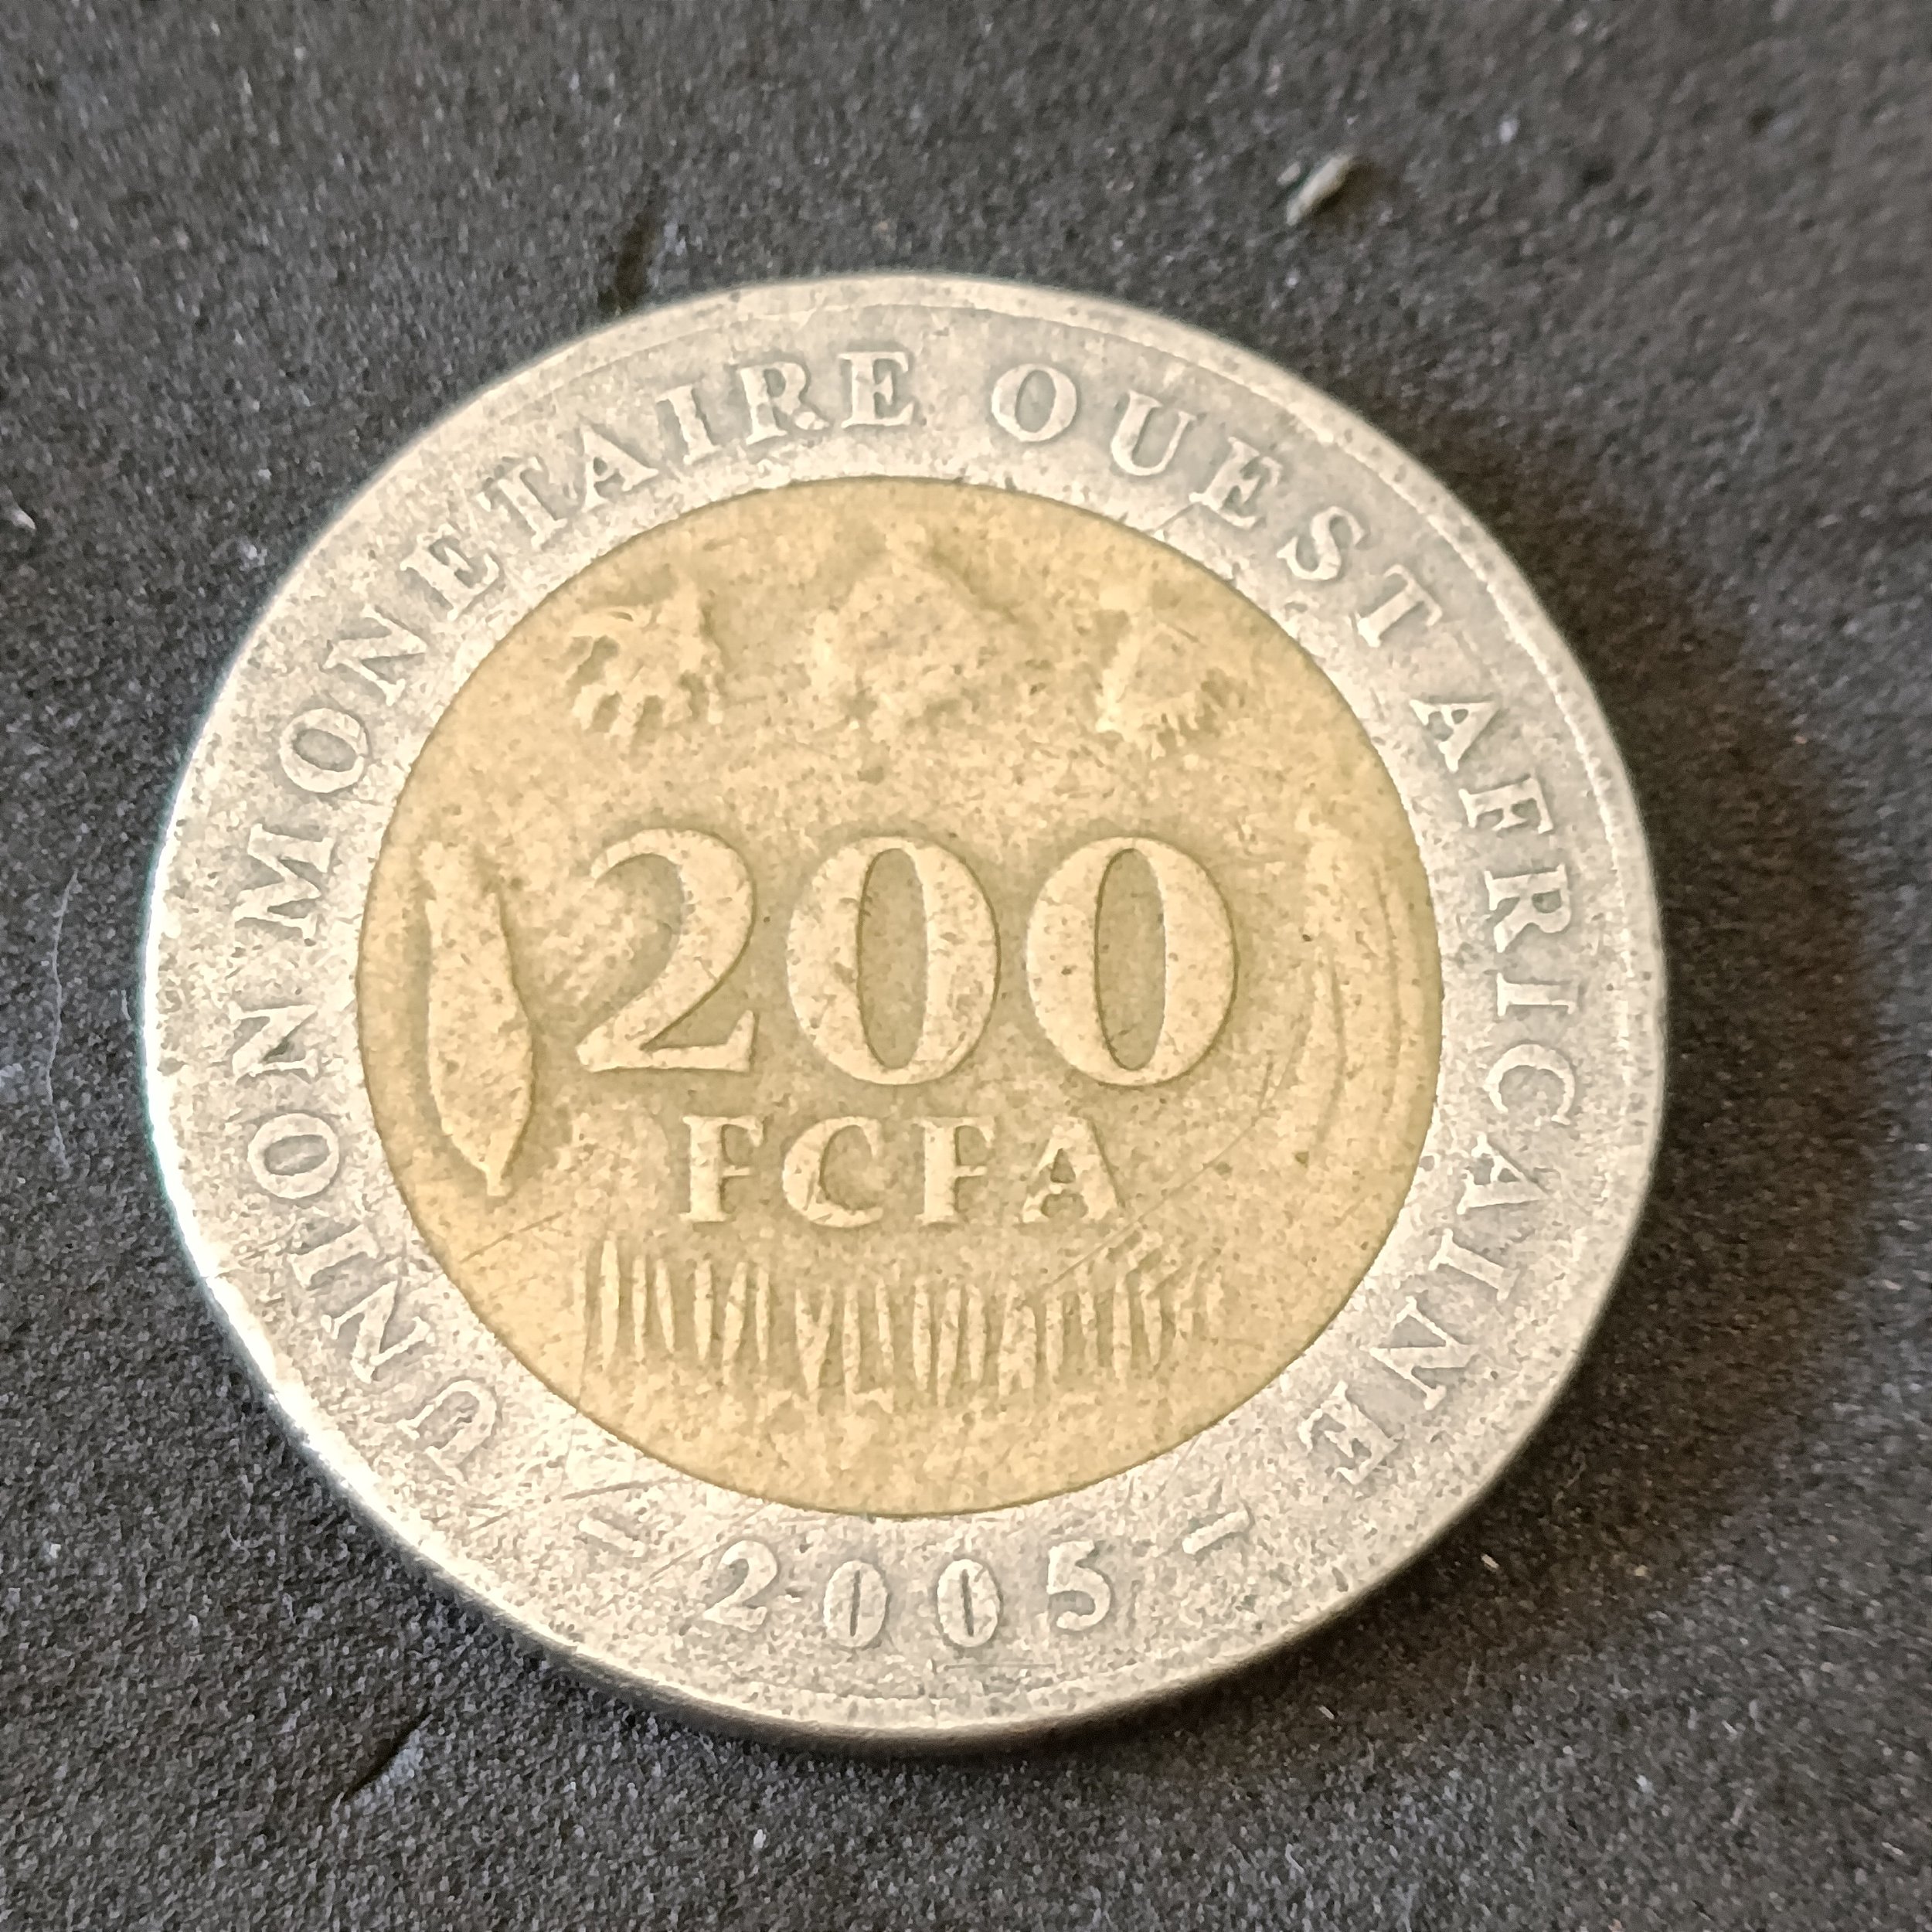 UNION MONETAIRE OUEST AFRICAINE
200
FCFA
- 2005 -